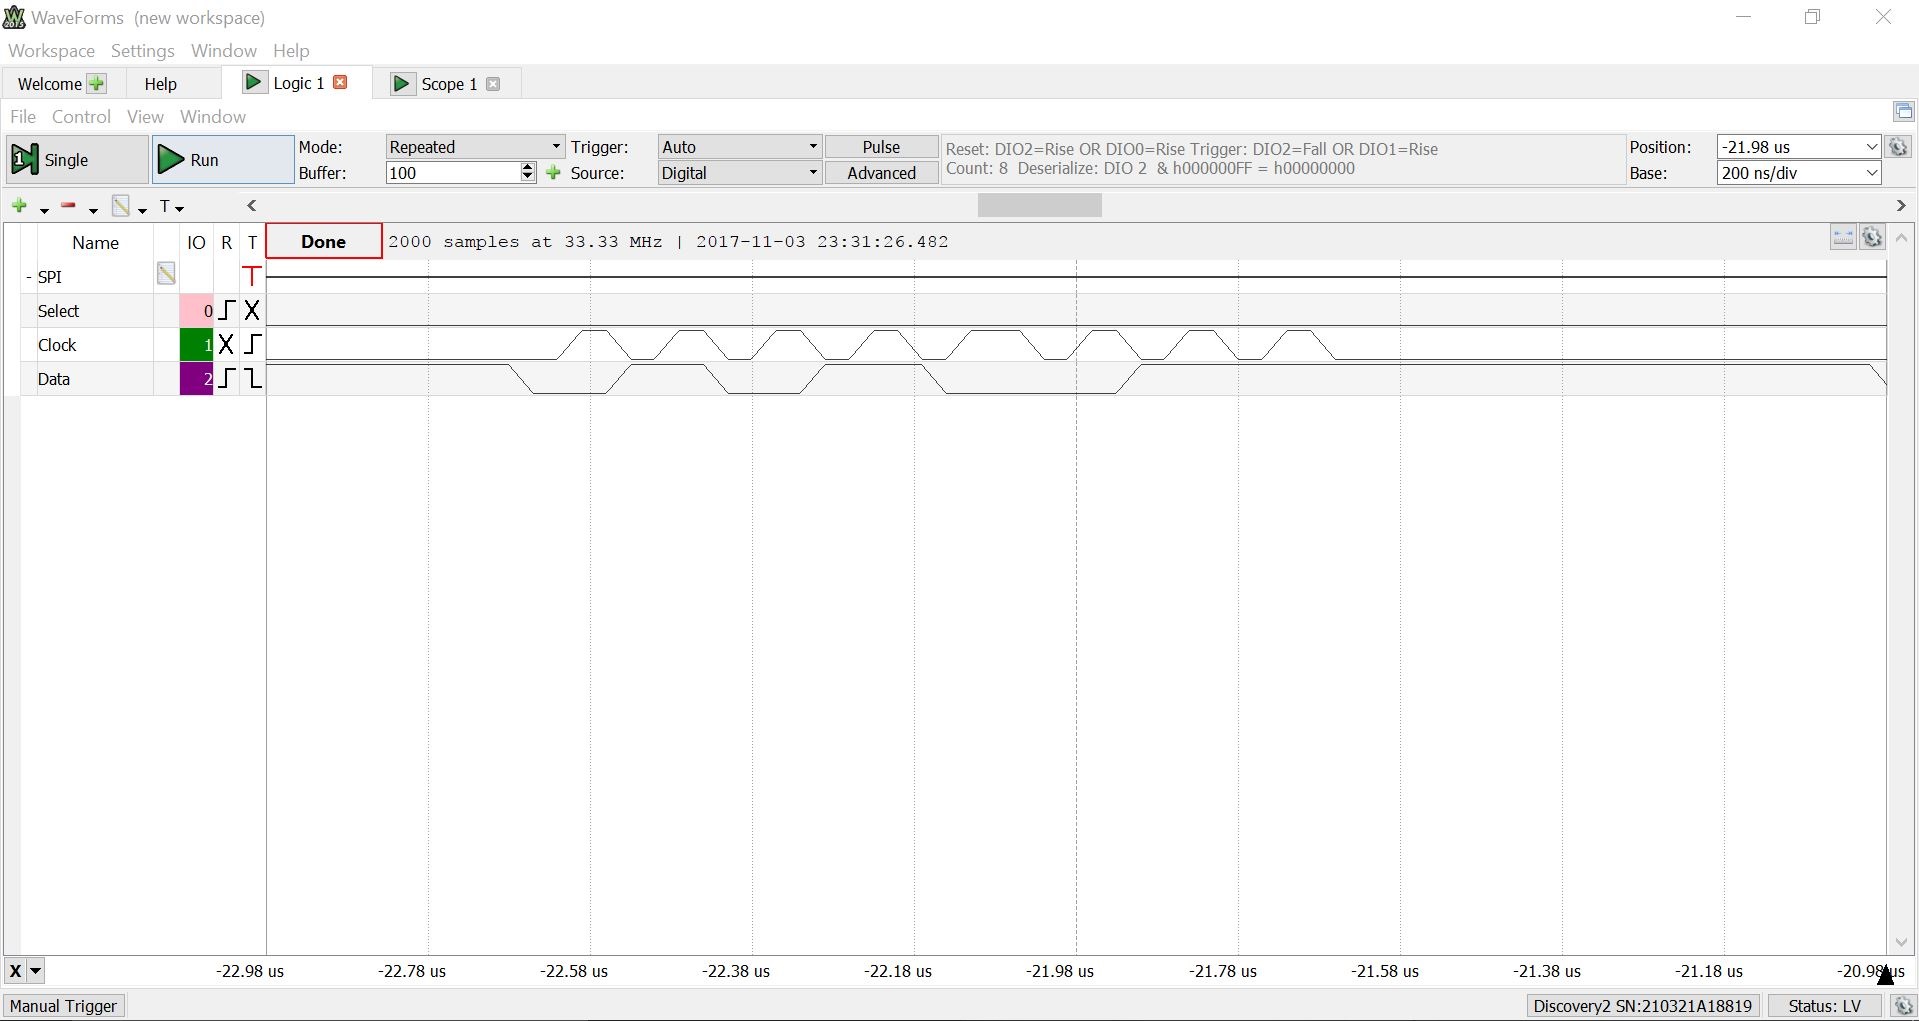 WaveForms (new workspace)
Workspace Settings Window Help
Welcome Help Logic 1 Scope 1
File Control View Window
Single Run Mode: Repeated Trigger: Auto Pulse Reset: DIO2=Rise OR DIO0=Rise Trigger: DIO2=Fall OR DIO1=Rise Position: -21.98 us
Buffer: 100 Source: Digital Advanced Count: 8 Deserialize: DIO 2 & h000000FF = h00000000 Base: 200 ns/div
T
Name IO R T Done 2000 samples at 33.33 MHz | 2017-11-03 23:31:26.482
- SPI T
Select 0 X
Clock 1 X
Data 2
X -22.98 us -22.78 us -22.58 us -22.38 us -22.18 us -21.98 us -21.78 us -21.58 us -21.38 us -21.18 us -20.98 us
Manual Trigger Discovery2 SN:210321A18819 Status: LV